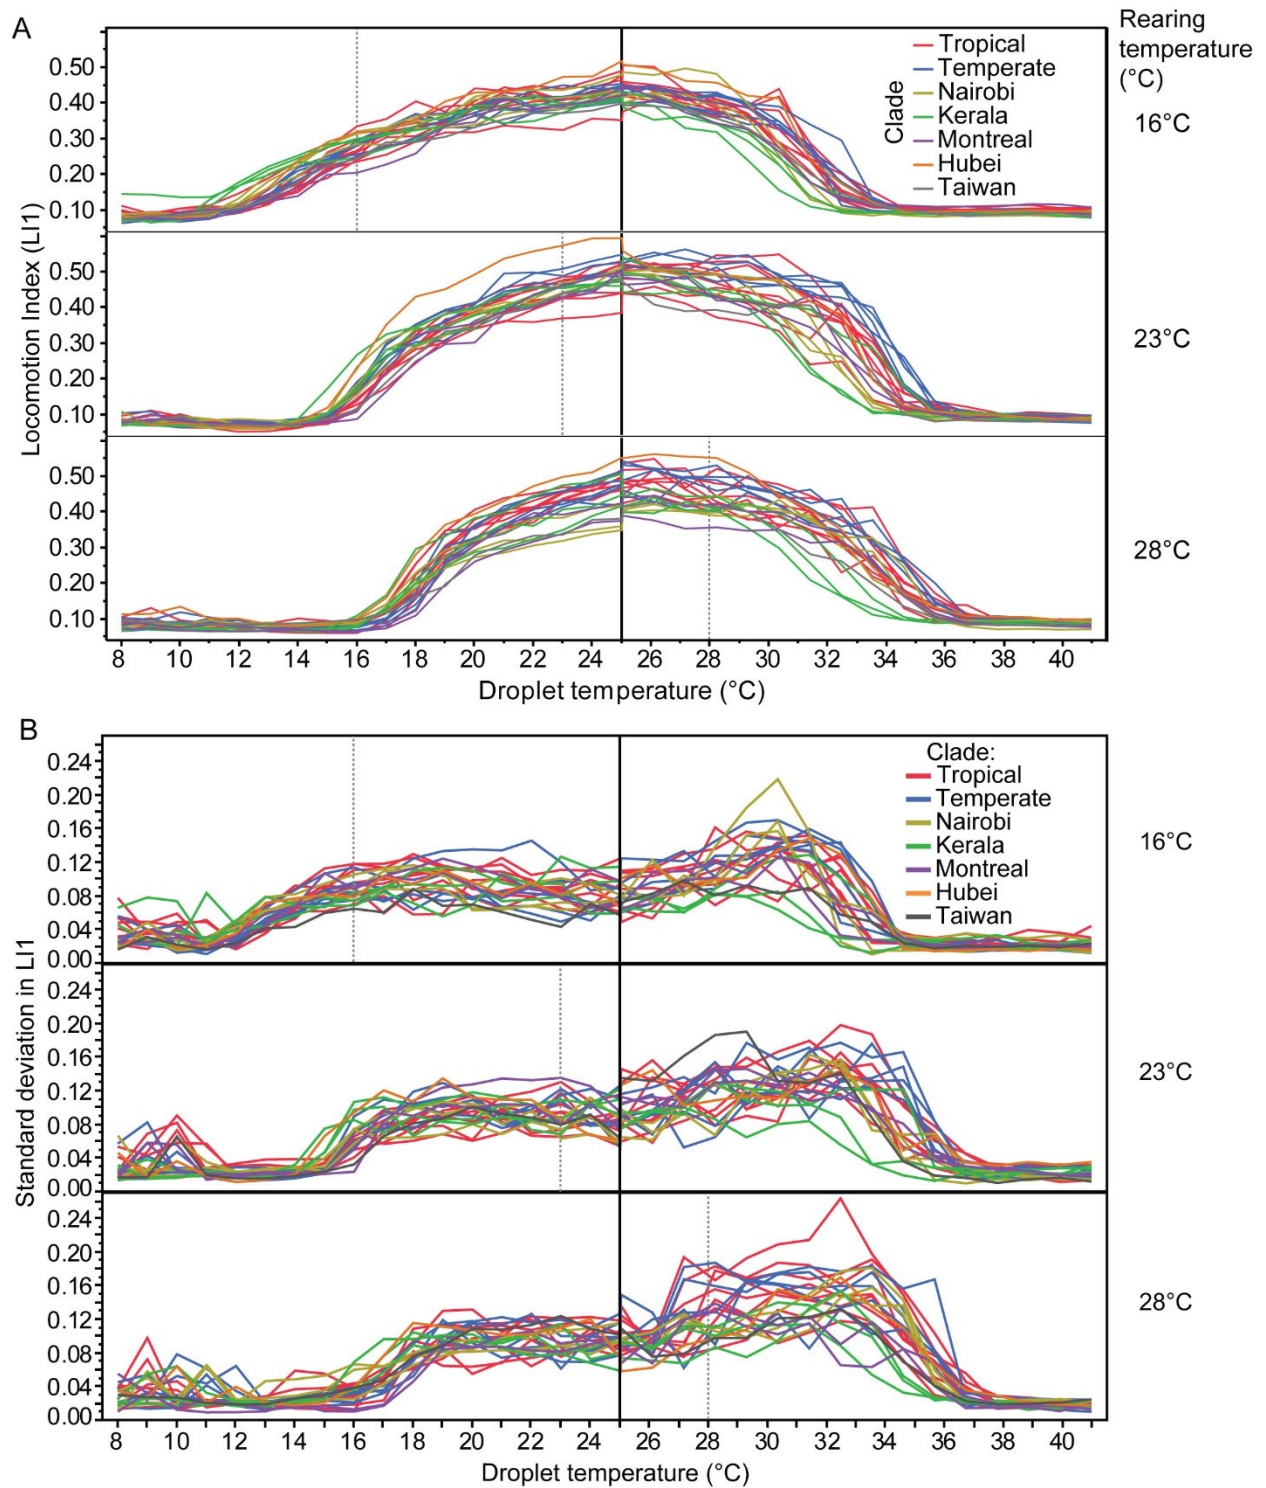 A
Rearing
temperature
(°C)
Clade
Tropical
Temperate
Nairobi
Kerala
Montreal
Hubei
Taiwan
16°C
23°C
28°C
Locomotion Index (LI1)
0.50
0.40
0.30
0.20
0.10
0.50
0.40
0.30
0.20
0.10
0.50
0.40
0.30
0.20
0.10
8 10 12 14 16 18 20 22 24 26 28 30 32 34 36 38 40
Droplet temperature (°C)
B
Clade:
Tropical
Temperate
Nairobi
Kerala
Montreal
Hubei
Taiwan
16°C
23°C
28°C
Standard deviation in LI1
0.24
0.20
0.16
0.12
0.08
0.04
0.00
0.24
0.20
0.16
0.12
0.08
0.04
0.00
0.24
0.20
0.16
0.12
0.08
0.04
0.00
8 10 12 14 16 18 20 22 24 26 28 30 32 34 36 38 40
Droplet temperature (°C)